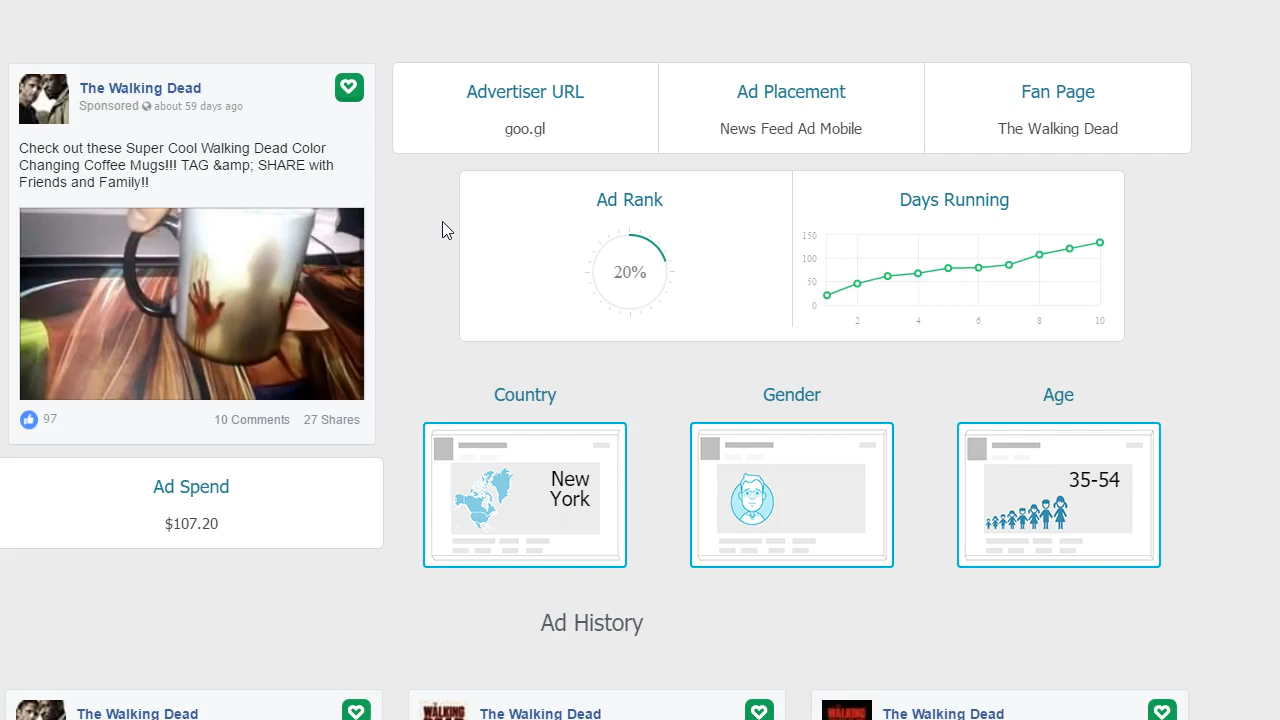 The Walking Dead
Sponsored about 59 days ago
Check out these Super Cool Walking Dead Color
Changing Coffee Mugs!!! TAG &amp; SHARE with
Friends and Family!!
97
10 Comments 27 Shares
Ad Spend
$107.20
Advertiser URL
goo.gl
Ad Placement
News Feed Ad Mobile
Fan Page
The Walking Dead
Ad Rank
20%
Days Running
150
100
50
0
2 4 6 8 10
Country
New
York
Gender
Age
35-54
Ad History
The Walking Dead
WALKING
The Walking Dead
WALKING
The Walking Dead